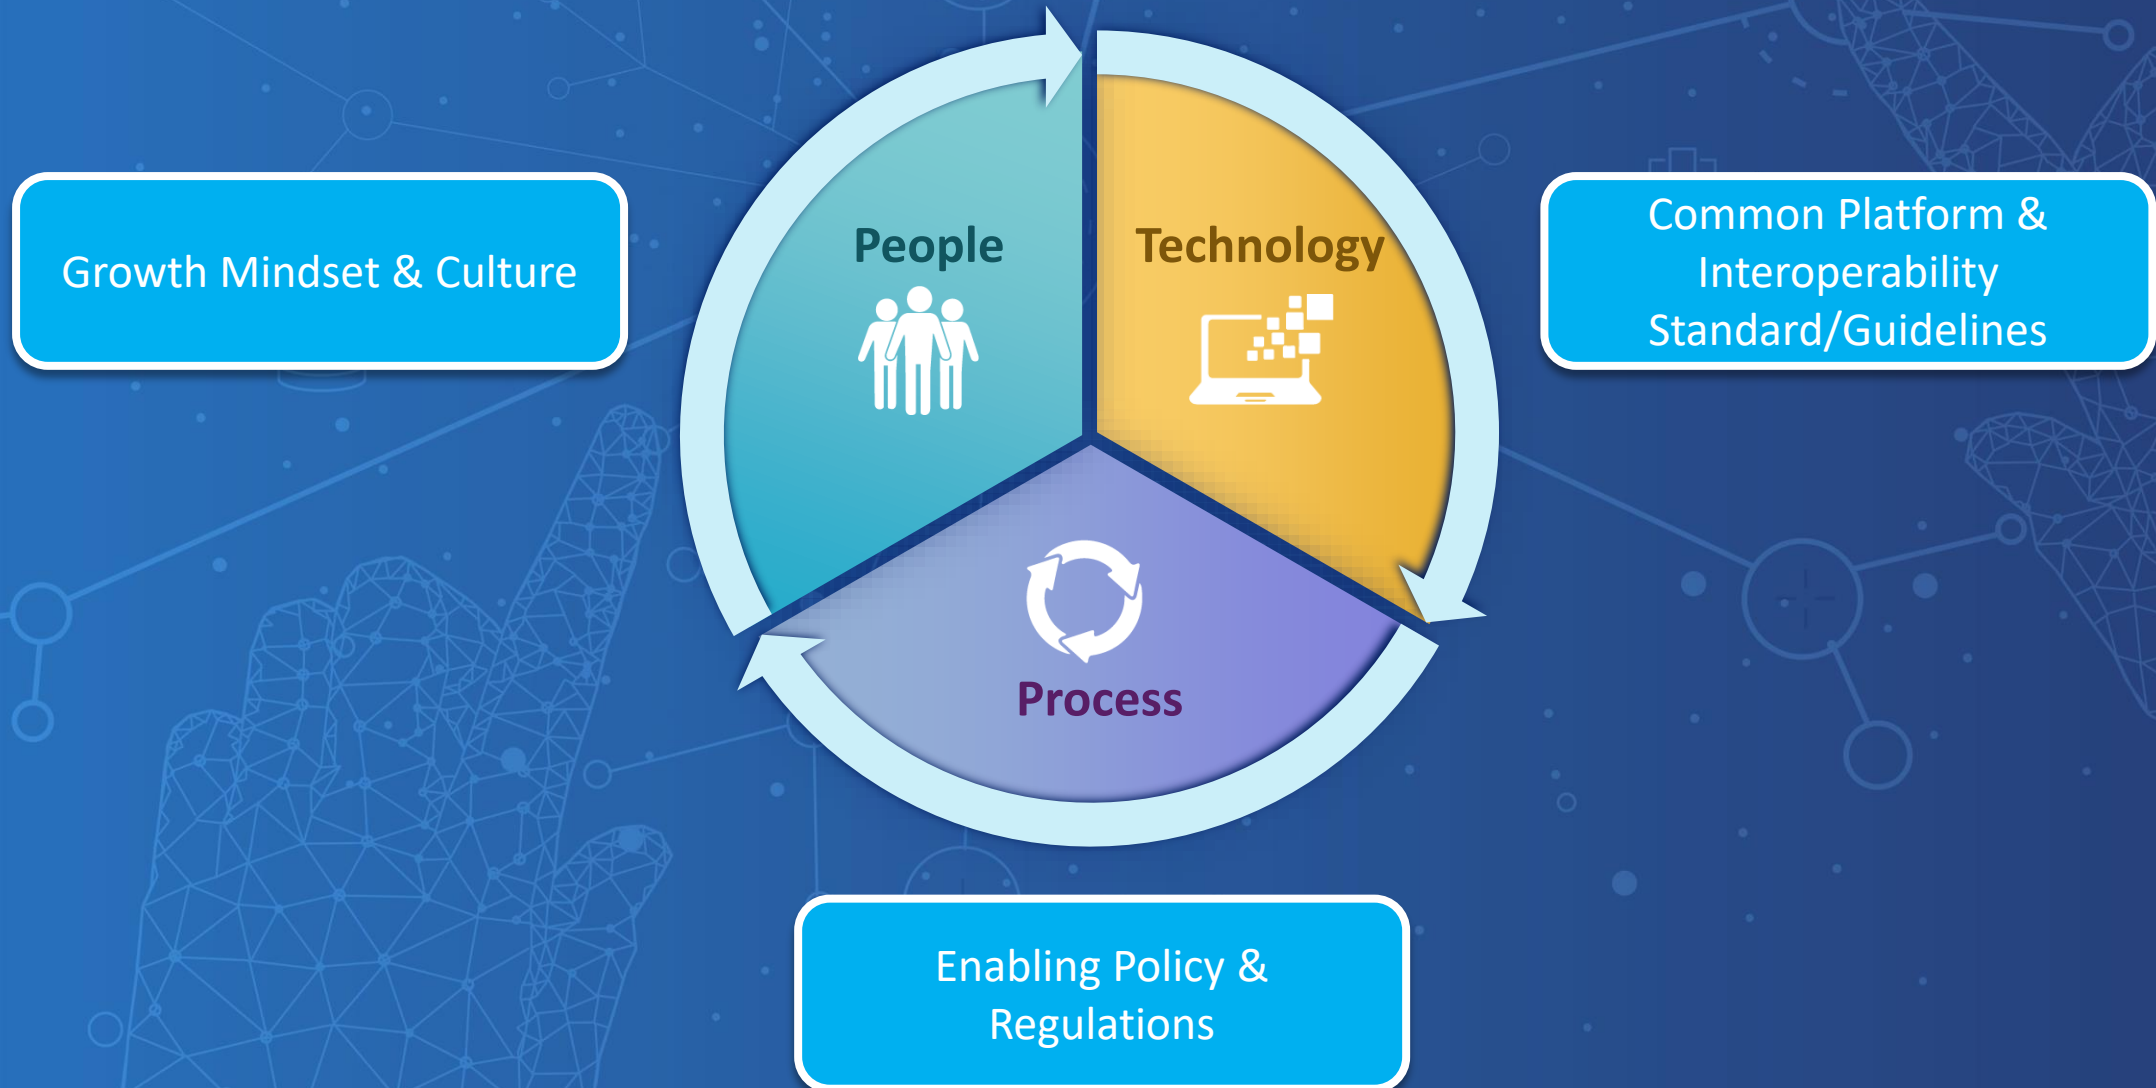 People
Technology
Growth Mindset & Culture
Common Platform &
Interoperability
Standard/Guidelines
Process
Enabling Policy &
Regulations